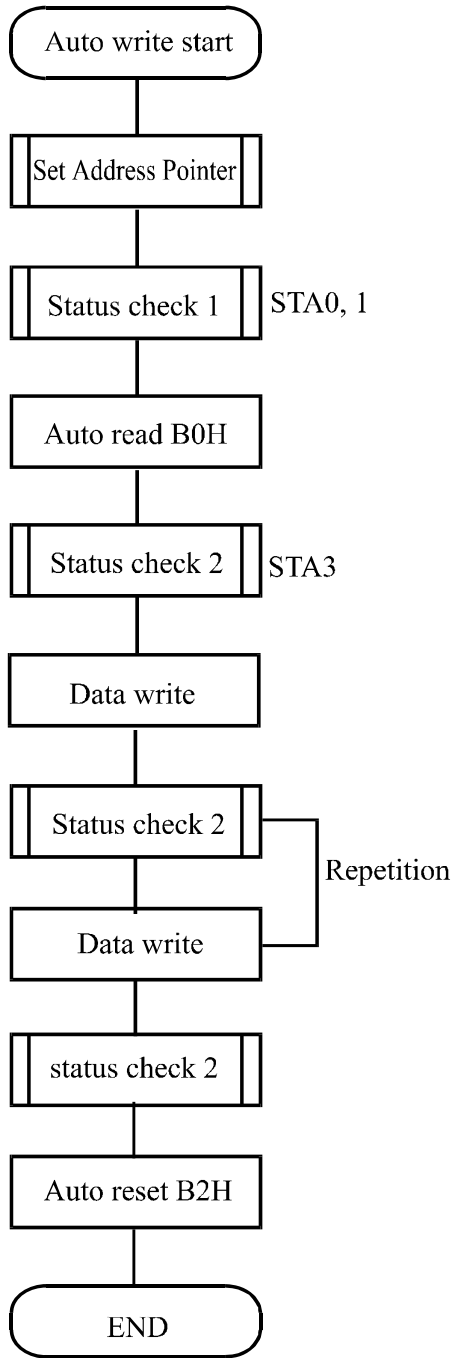 Auto write start
Set Address Pointer
Status check 1
STA0, 1
Auto read B0H
Status check 2
STA3
Data write
Status check 2
Repetition
Data write
status check 2
Auto reset B2H
END